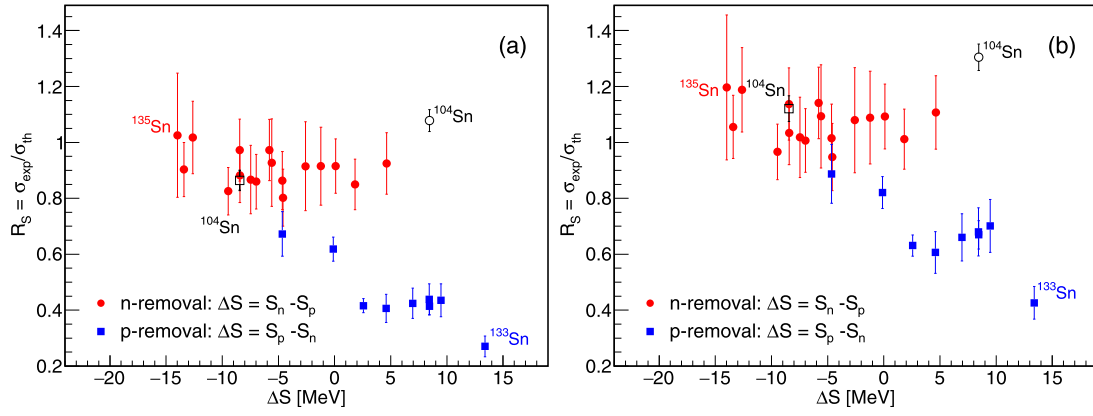 (a)
1.4
1.2
1
0.8
0.6
0.4
0.2
R_S = σ_exp/σ_th
¹³⁵Sn
¹⁰⁴Sn
¹⁰⁴Sn
n-removal: ΔS = S_n -S_p
p-removal: ΔS = S_p -S_n
¹³³Sn
−20 −15 −10 −5 0 5 10 15
ΔS [MeV]
(b)
1.4
1.2
1
0.8
0.6
0.4
0.2
R_S = σ_exp/σ_th
¹⁰⁴Sn
¹³⁵Sn
¹⁰⁴Sn
¹³³Sn
n-removal: ΔS = S_n -S_p
p-removal: ΔS = S_p -S_n
−20 −15 −10 −5 0 5 10 15
ΔS [MeV]